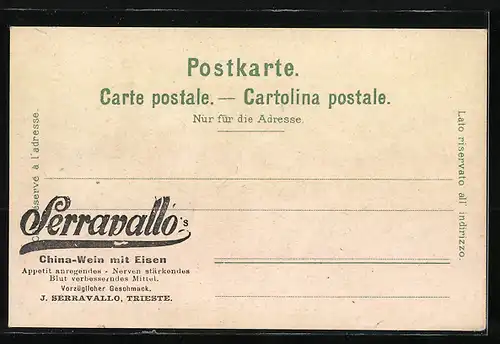 Postkarte.
Carte postale. — Cartolina postale.
Nur für die Adresse.
réservé à l'adresse.
Lato riservato all' indirizzo.
Serravallo's
China-Wein mit Eisen
Appetit anregendes - Nerven stärkendes
Blut verbesserndes Mittel.
Vorzüglicher Geschmack.
J. SERRAVALLO, TRIESTE.